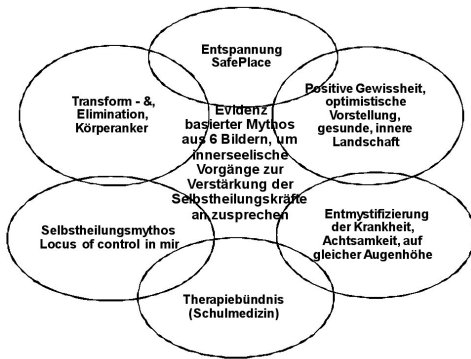 Entspannung
SafePlace
Positive Gewissheit,
optimistische
Vorstellung,
gesunde, innere
Landschaft
Entmystifizierung
der Krankheit,
Achtsamkeit, auf
gleicher Augenhöhe
Therapiebündnis
(Schulmedizin)
Selbstheilungsmythos
Locus of control in mir
Transform - &,
Elimination,
Körperanker
Evidenz
basierter Mythos
aus 6 Bildern, um
innerseelische
Vorgänge zur
Verstärkung der
Selbstheilungskräfte
an zusprechen